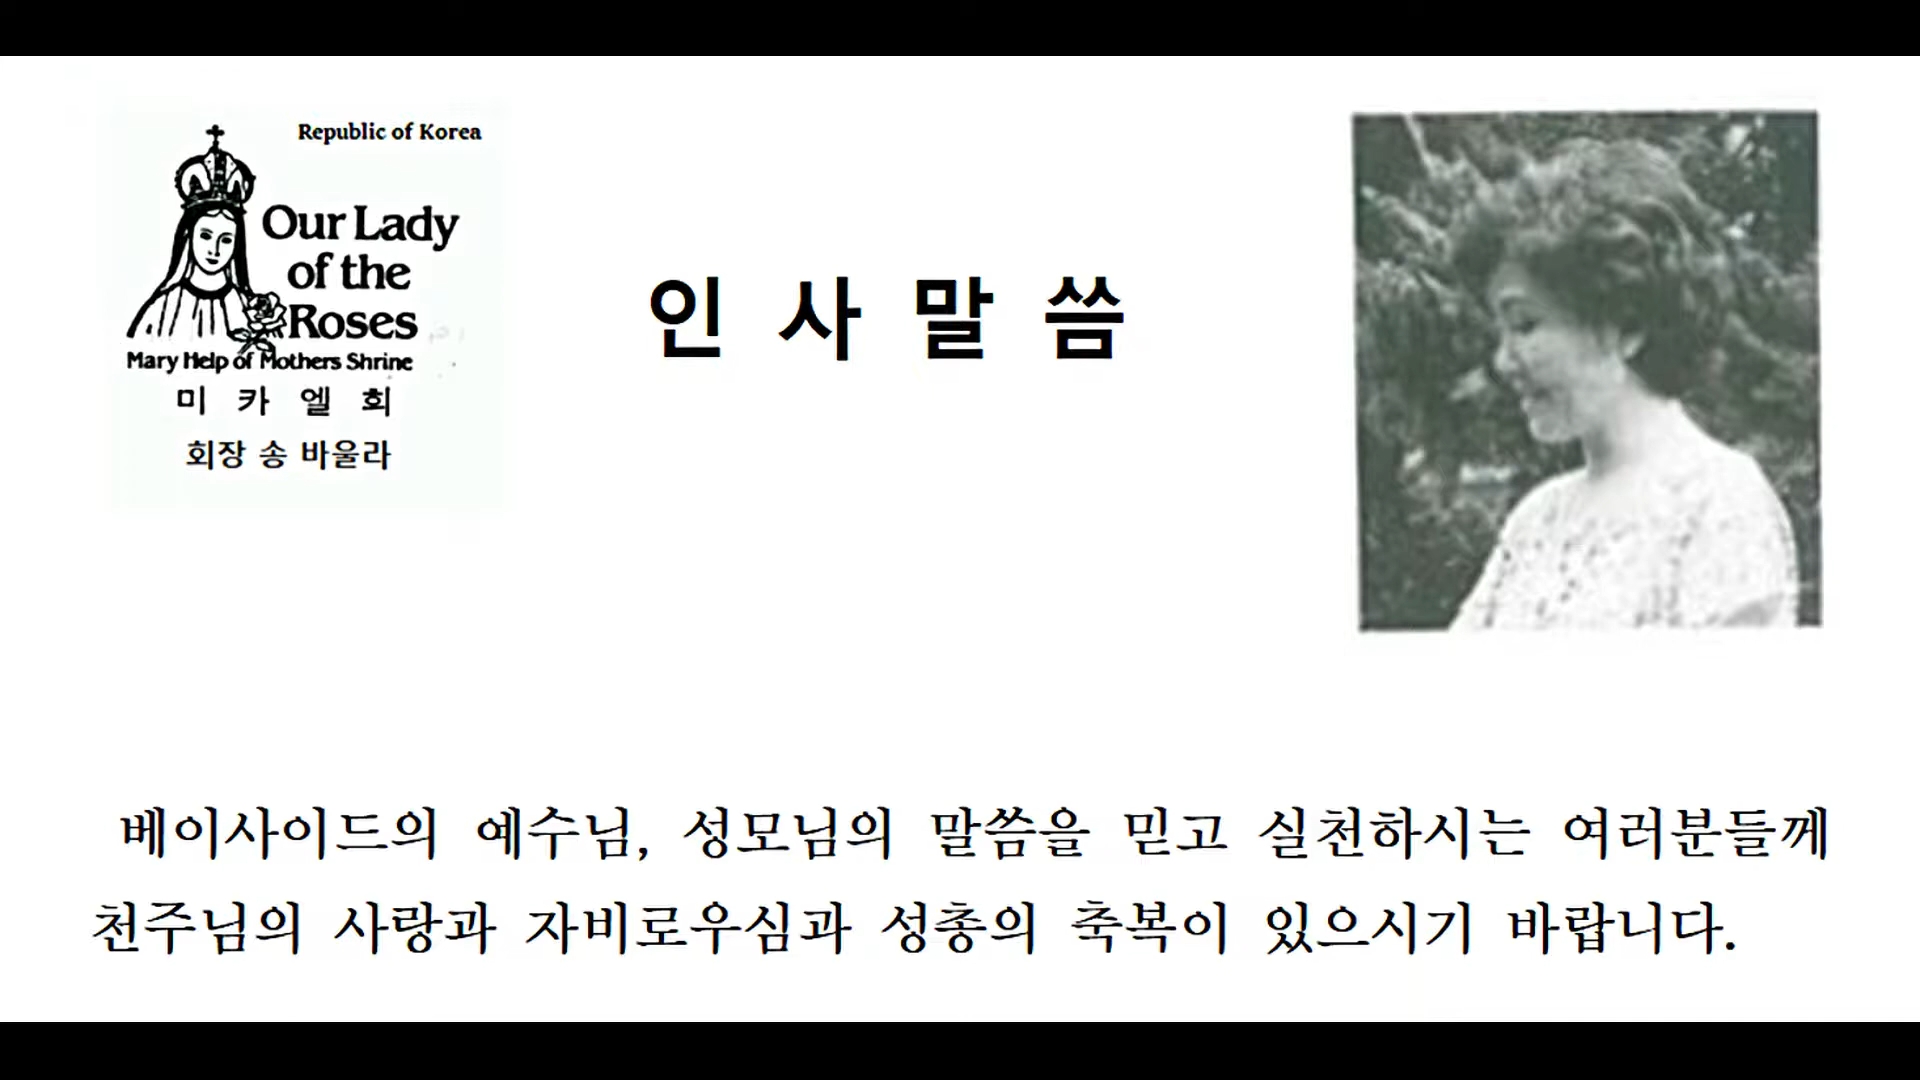 Republic of Korea
Our Lady
of the
Roses
Mary Help of Mothers Shrine
미 카 엘 회
회장 송 바울라
인 사 말 씀
베이사이드의 예수님, 성모님의 말씀을 믿고 실천하시는 여러분들께
천주님의 사랑과 자비로우심과 성총의 축복이 있으시기 바랍니다.